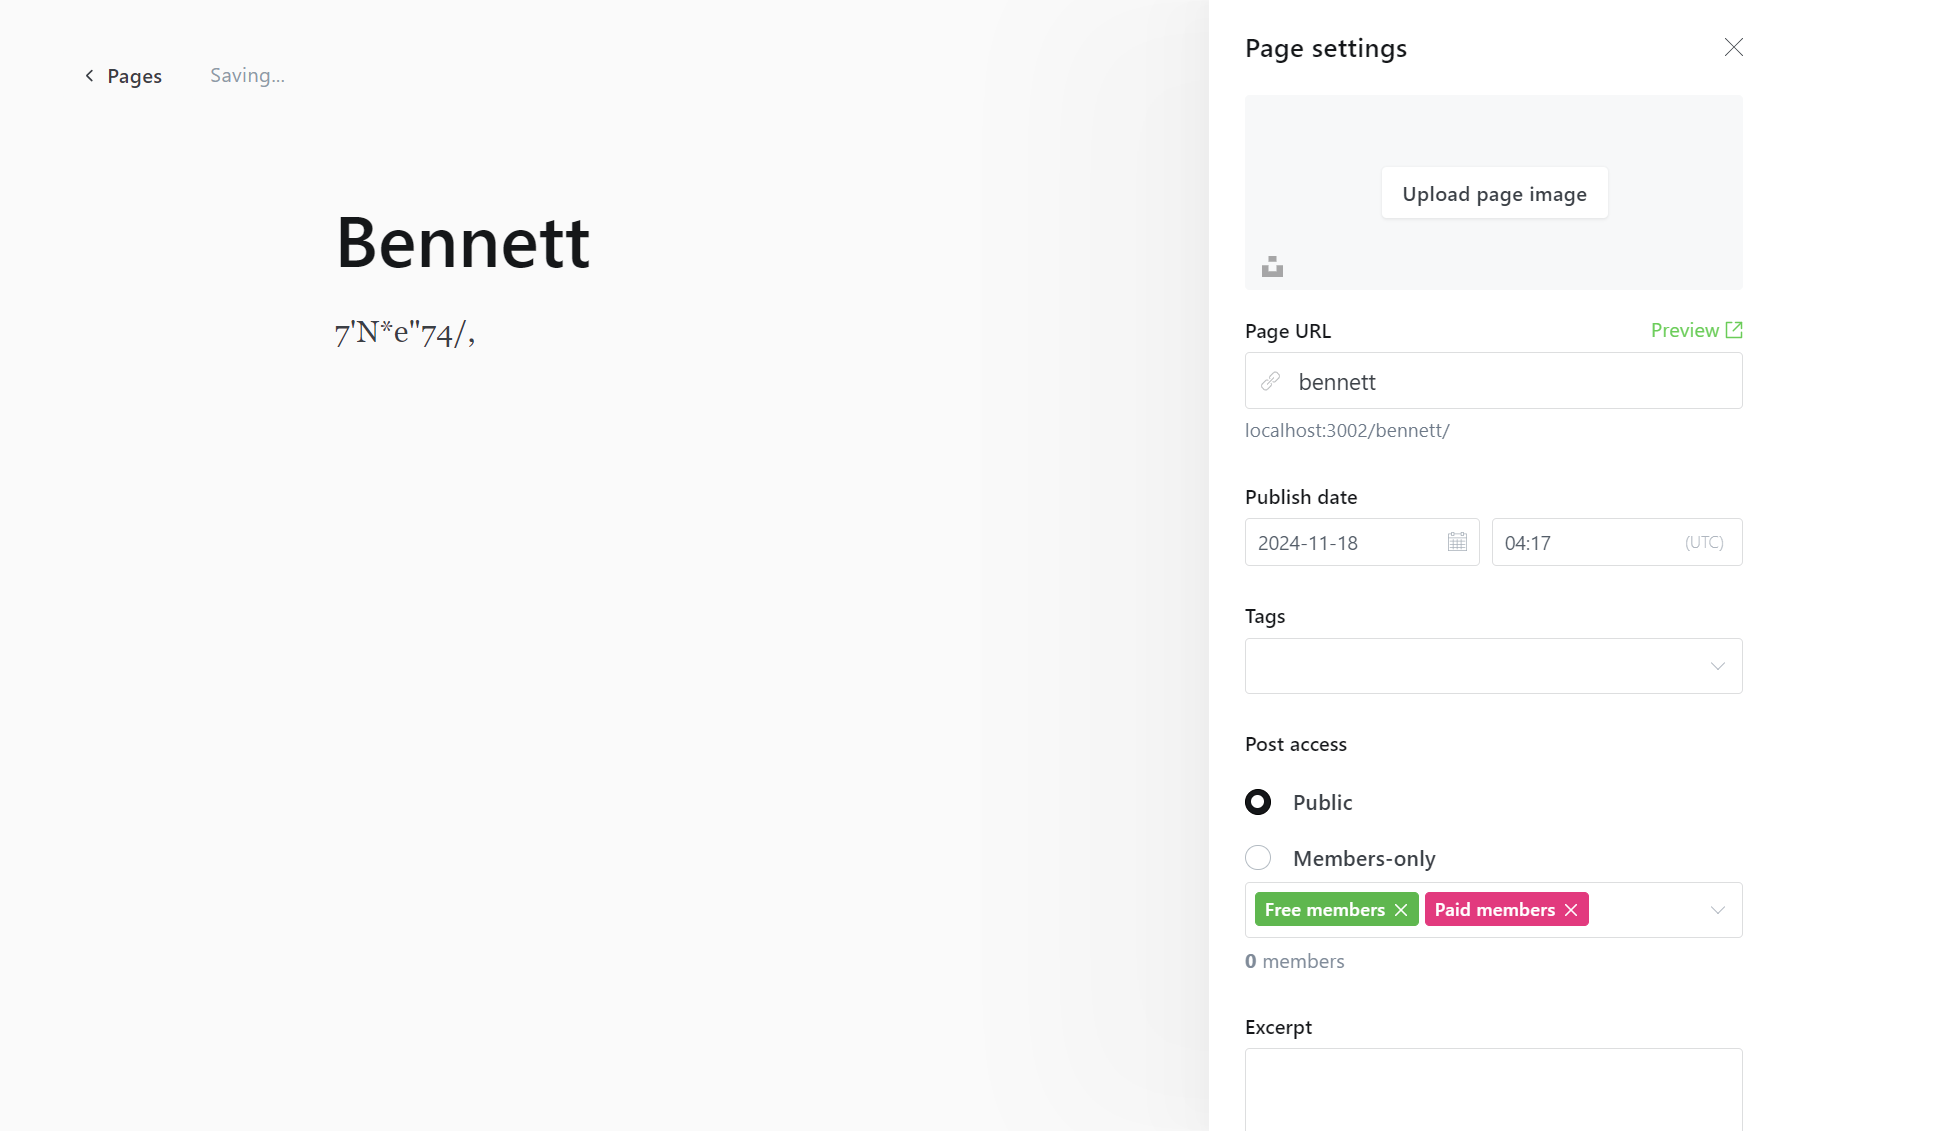 Pages Saving...
Bennett
7'N*e"74/,
Page settings
Upload page image
Page URL Preview
bennett
localhost:3002/bennett/
Publish date
2024-11-18 04:17 (UTC)
Tags
Post access
Public
Members-only
Free members Paid members
0 members
Excerpt